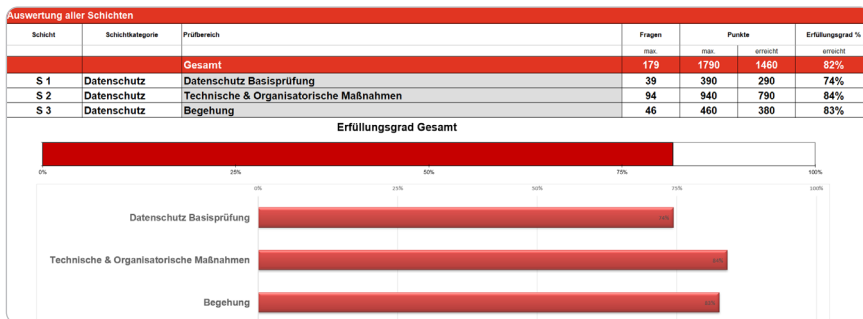 Auswertung aller Schichten
Schicht Schichtkategorie Prüfbereich Fragen Punkte Erfüllungsgrad %
max. max. erreicht erreicht
Gesamt 179 1790 1460 82%
S 1 Datenschutz Datenschutz Basisprüfung 39 390 290 74%
S 2 Datenschutz Technische & Organisatorische Maßnahmen 94 940 790 84%
S 3 Datenschutz Begehung 46 460 380 83%
Erfüllungsgrad Gesamt
0% 25% 50% 75% 100%
0% 25% 50% 75% 100%
Datenschutz Basisprüfung 74%
Technische & Organisatorische Maßnahmen 84%
Begehung